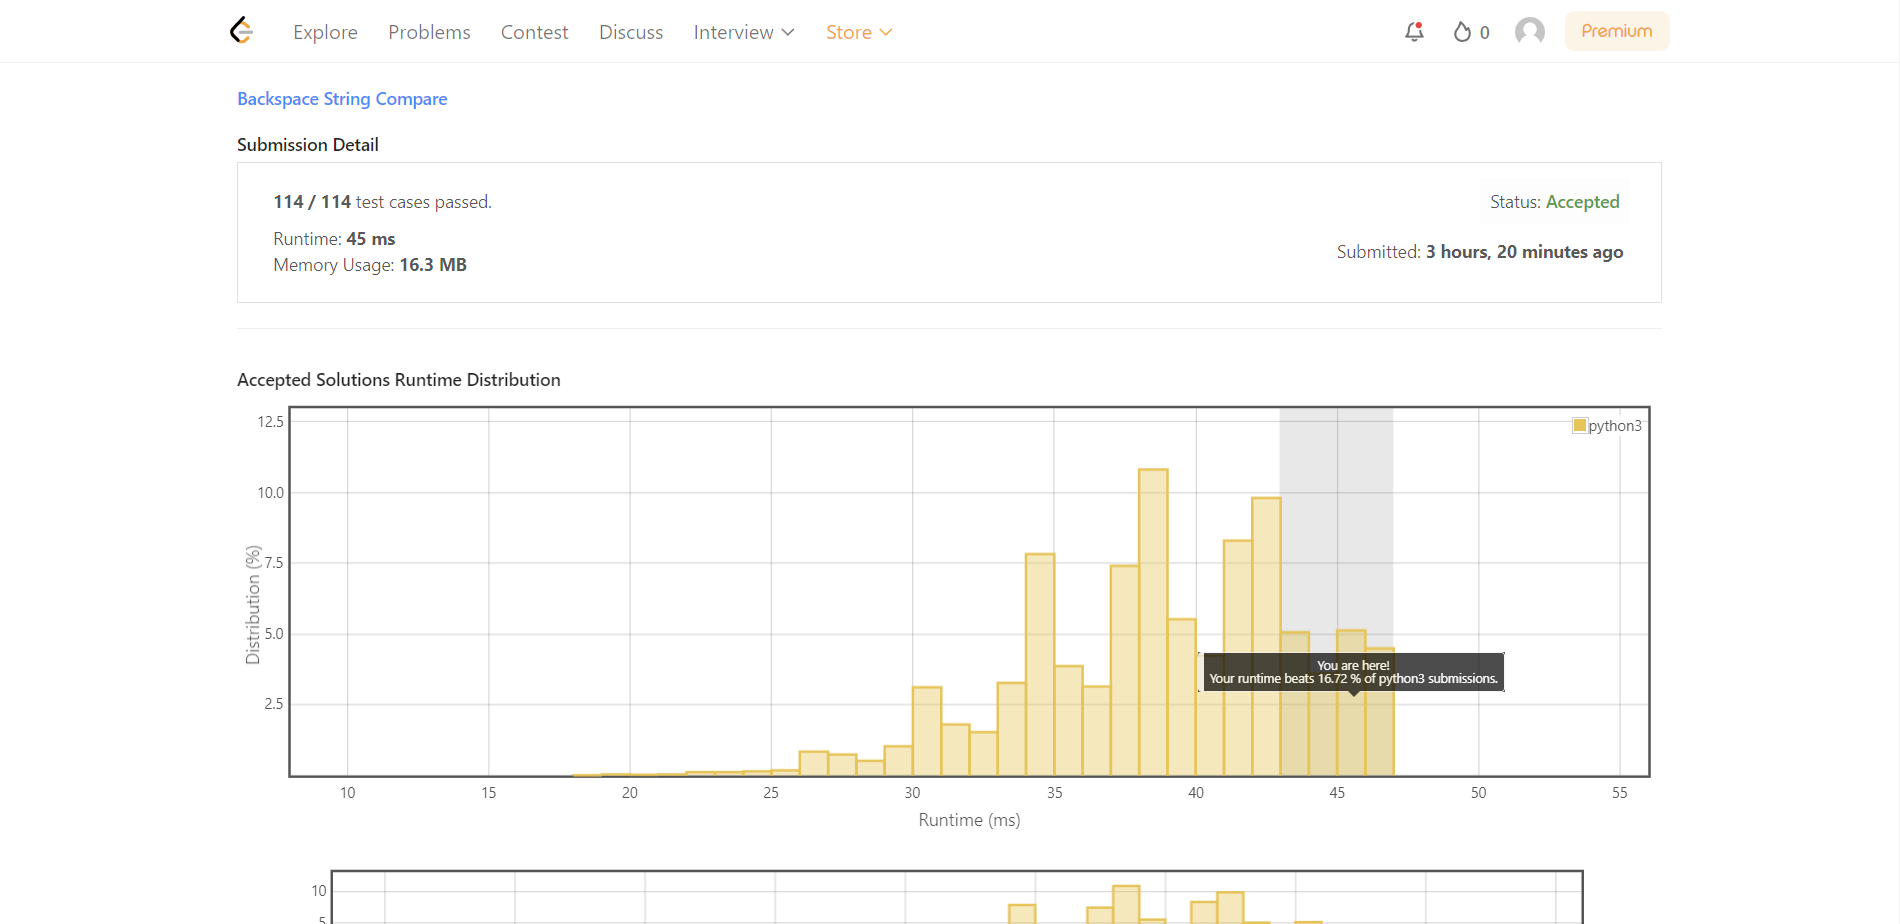 Explore Problems Contest Discuss Interview Store 0 Premium
Backspace String Compare
Submission Detail
114 / 114 test cases passed.
Status: Accepted
Runtime: 45 ms
Submitted: 3 hours, 20 minutes ago
Memory Usage: 16.3 MB
Accepted Solutions Runtime Distribution
12.5
python3
10.0
7.5
5.0
2.5
Distribution (%)
You are here!
Your runtime beats 16.72 % of python3 submissions.
10 15 20 25 30 35 40 45 50 55
Runtime (ms)
10
5